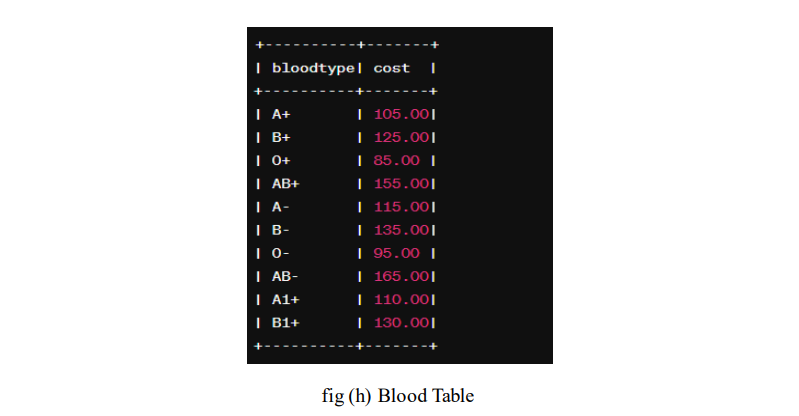 +----------+-------+
| bloodtype| cost  |
+----------+-------+
| A+       | 105.00|
| B+       | 125.00|
| O+       | 85.00 |
| AB+      | 155.00|
| A-       | 115.00|
| B-       | 135.00|
| O-       | 95.00 |
| AB-      | 165.00|
| A1+      | 110.00|
| B1+      | 130.00|
+----------+-------+
fig (h) Blood Table